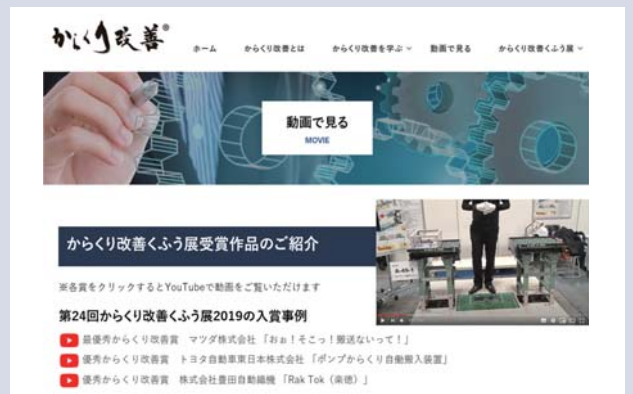 からくり改善®
ホーム からくり改善とは からくり改善を学ぶ 動画で見る からくり改善くふう展
動画で見る
MOVIE
からくり改善くふう展受賞作品のご紹介
※各賞をクリックするとYouTubeで動画をご覧いただけます
第24回からくり改善くふう展2019の入賞事例
最優秀からくり改善賞 マツダ株式会社 「おぉ！そこっ！搬送ないって！」
優秀からくり改善賞 トヨタ自動車東日本株式会社 「ポンプからくり自働搬入装置」
優秀からくり改善賞 株式会社豊田自動織機 「Rak Tok（楽徳）」